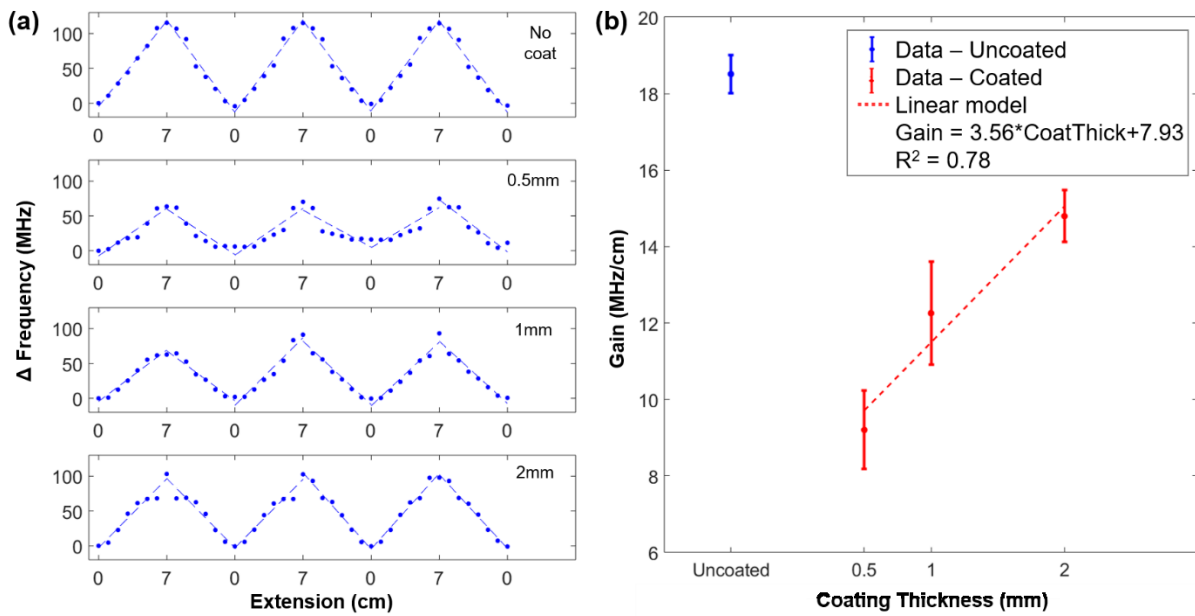 (a)
No
coat
100
50
0
0 7 0 7 0 7 0
0.5mm
100
50
0
0 7 0 7 0 7 0
1mm
100
50
0
0 7 0 7 0 7 0
2mm
100
50
0
0 7 0 7 0 7 0
Δ Frequency (MHz)
Extension (cm)
(b)
20
18
16
14
12
10
8
6
Gain (MHz/cm)
Data – Uncoated
Data – Coated
Linear model
Gain = 3.56*CoatThick+7.93
R² = 0.78
Uncoated 0.5 1 2
Coating Thickness (mm)